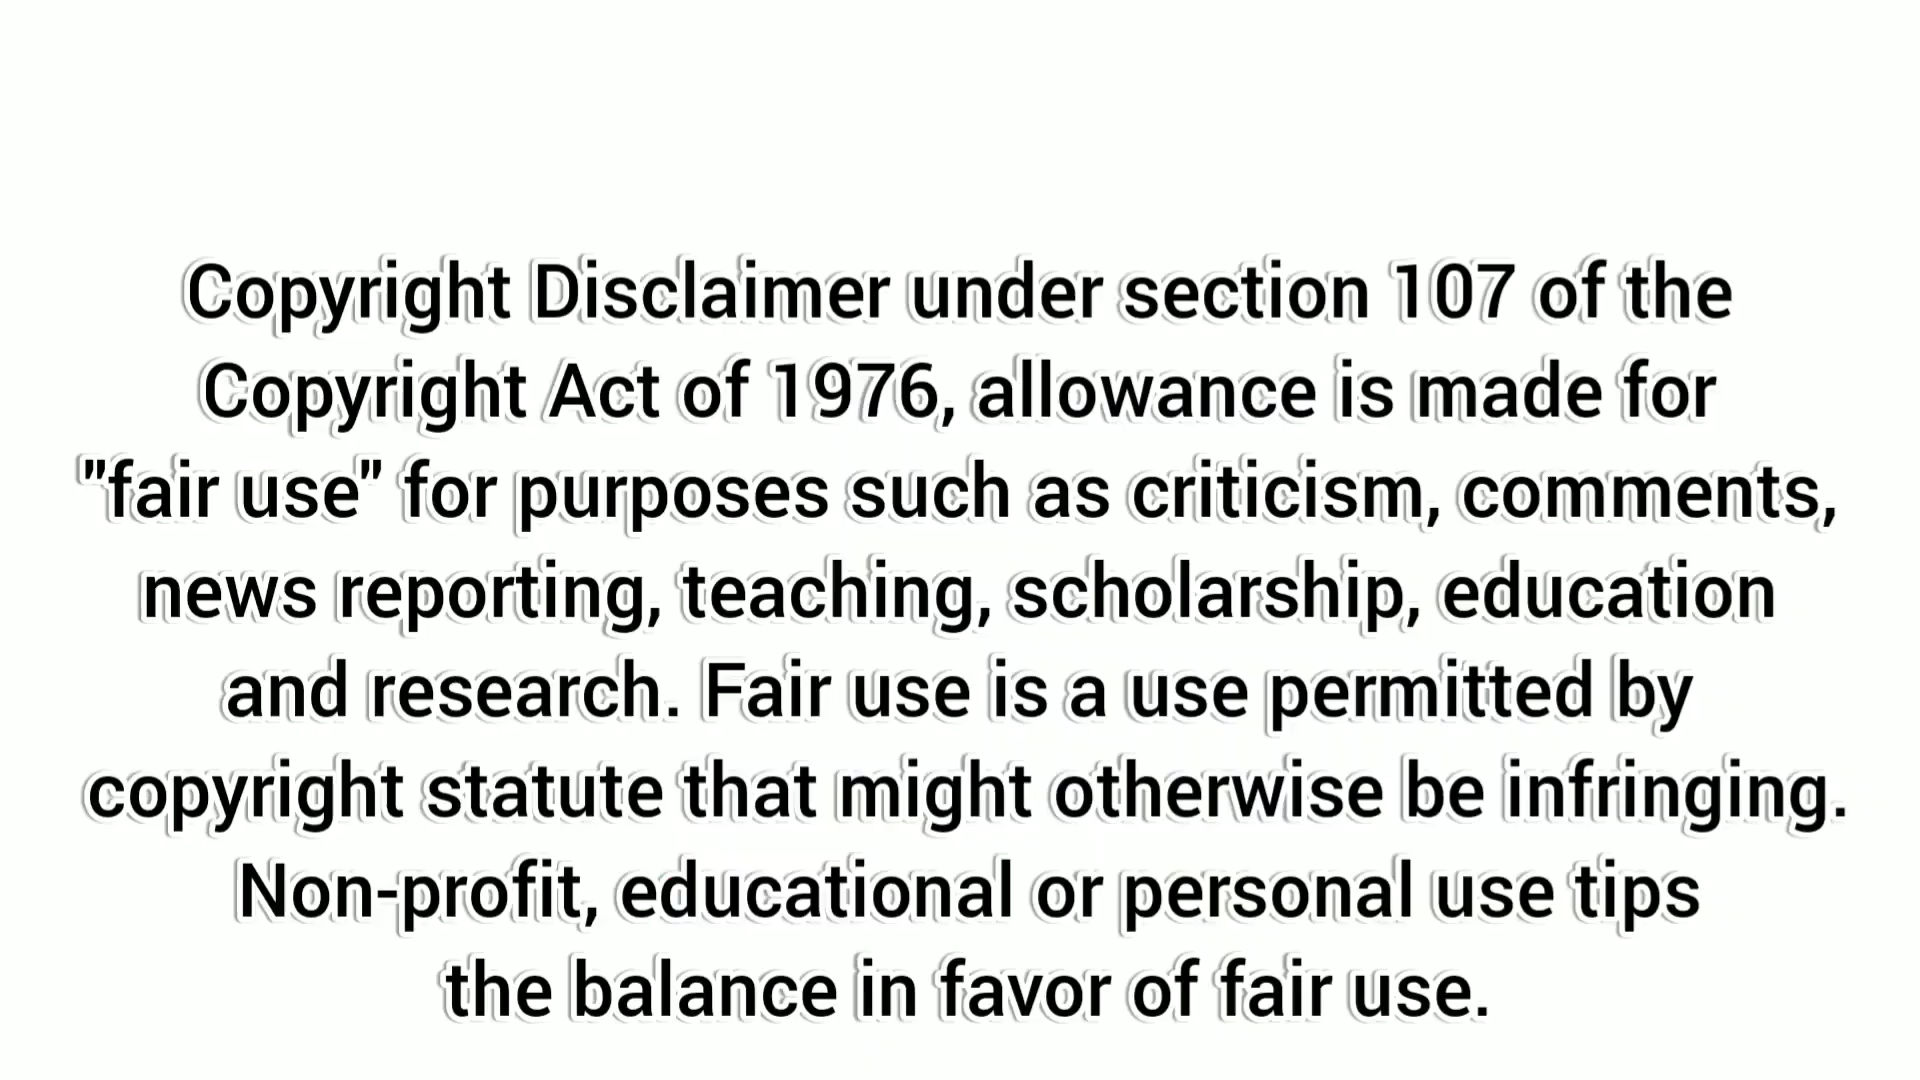 Copyright Disclaimer under section 107 of the
Copyright Act of 1976, allowance is made for
"fair use" for purposes such as criticism, comments,
news reporting, teaching, scholarship, education
and research. Fair use is a use permitted by
copyright statute that might otherwise be infringing.
Non-profit, educational or personal use tips
the balance in favor of fair use.